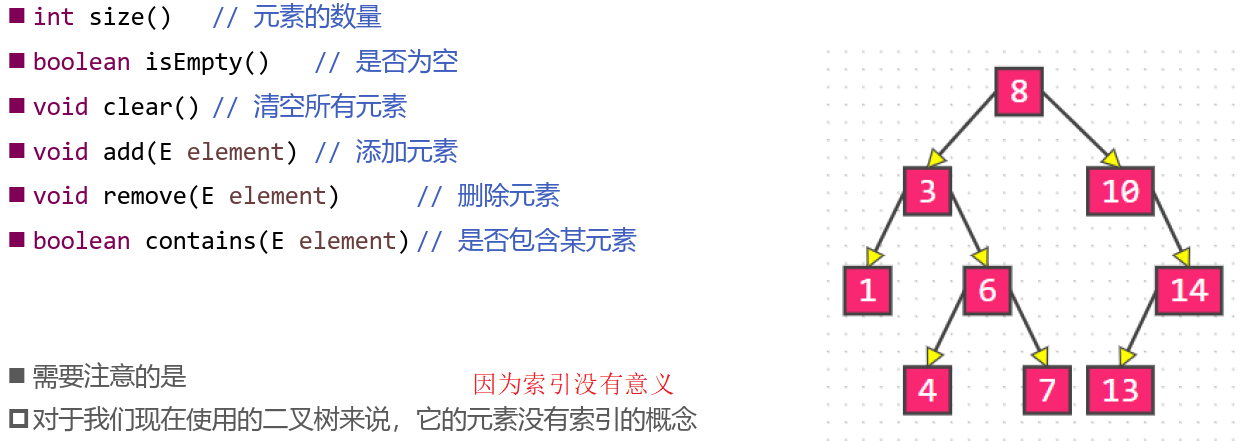 int size() // 元素的数量
boolean isEmpty() // 是否为空
void clear() // 清空所有元素
void add(E element) // 添加元素
void remove(E element) // 删除元素
boolean contains(E element) // 是否包含某元素
需要注意的是
因为索引没有意义
对于我们现在使用的二叉树来说，它的元素没有索引的概念
8
3 10
1 6 14
4 7 13